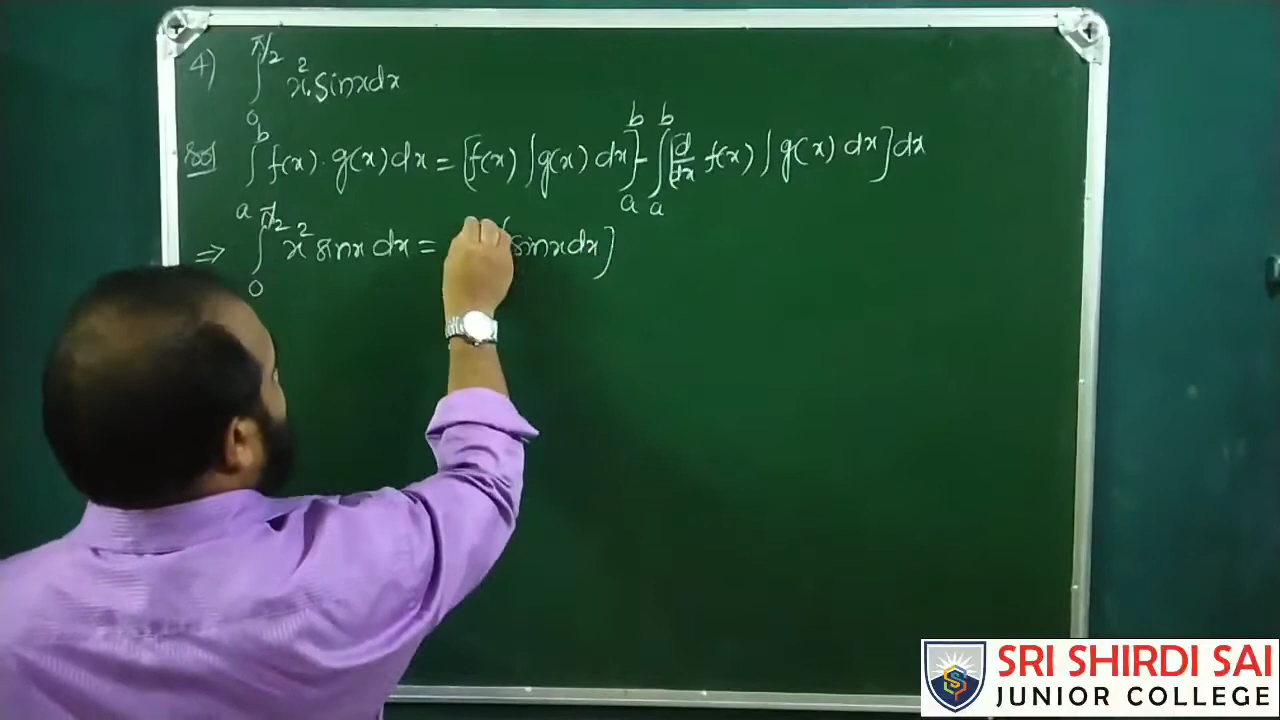 4) ∫₀^{π/2} x². sinx dx
Sol ∫ₐᵇ f(x) · g(x) dx = [f(x) ∫ g(x) dx]ₐᵇ - ∫ₐᵇ [d/dx f(x) ∫ g(x) dx] dx
⇒ ∫₀^{π/2} x² sinx dx = sinx dx]
SRI SHIRDI SAI
JUNIOR COLLEGE